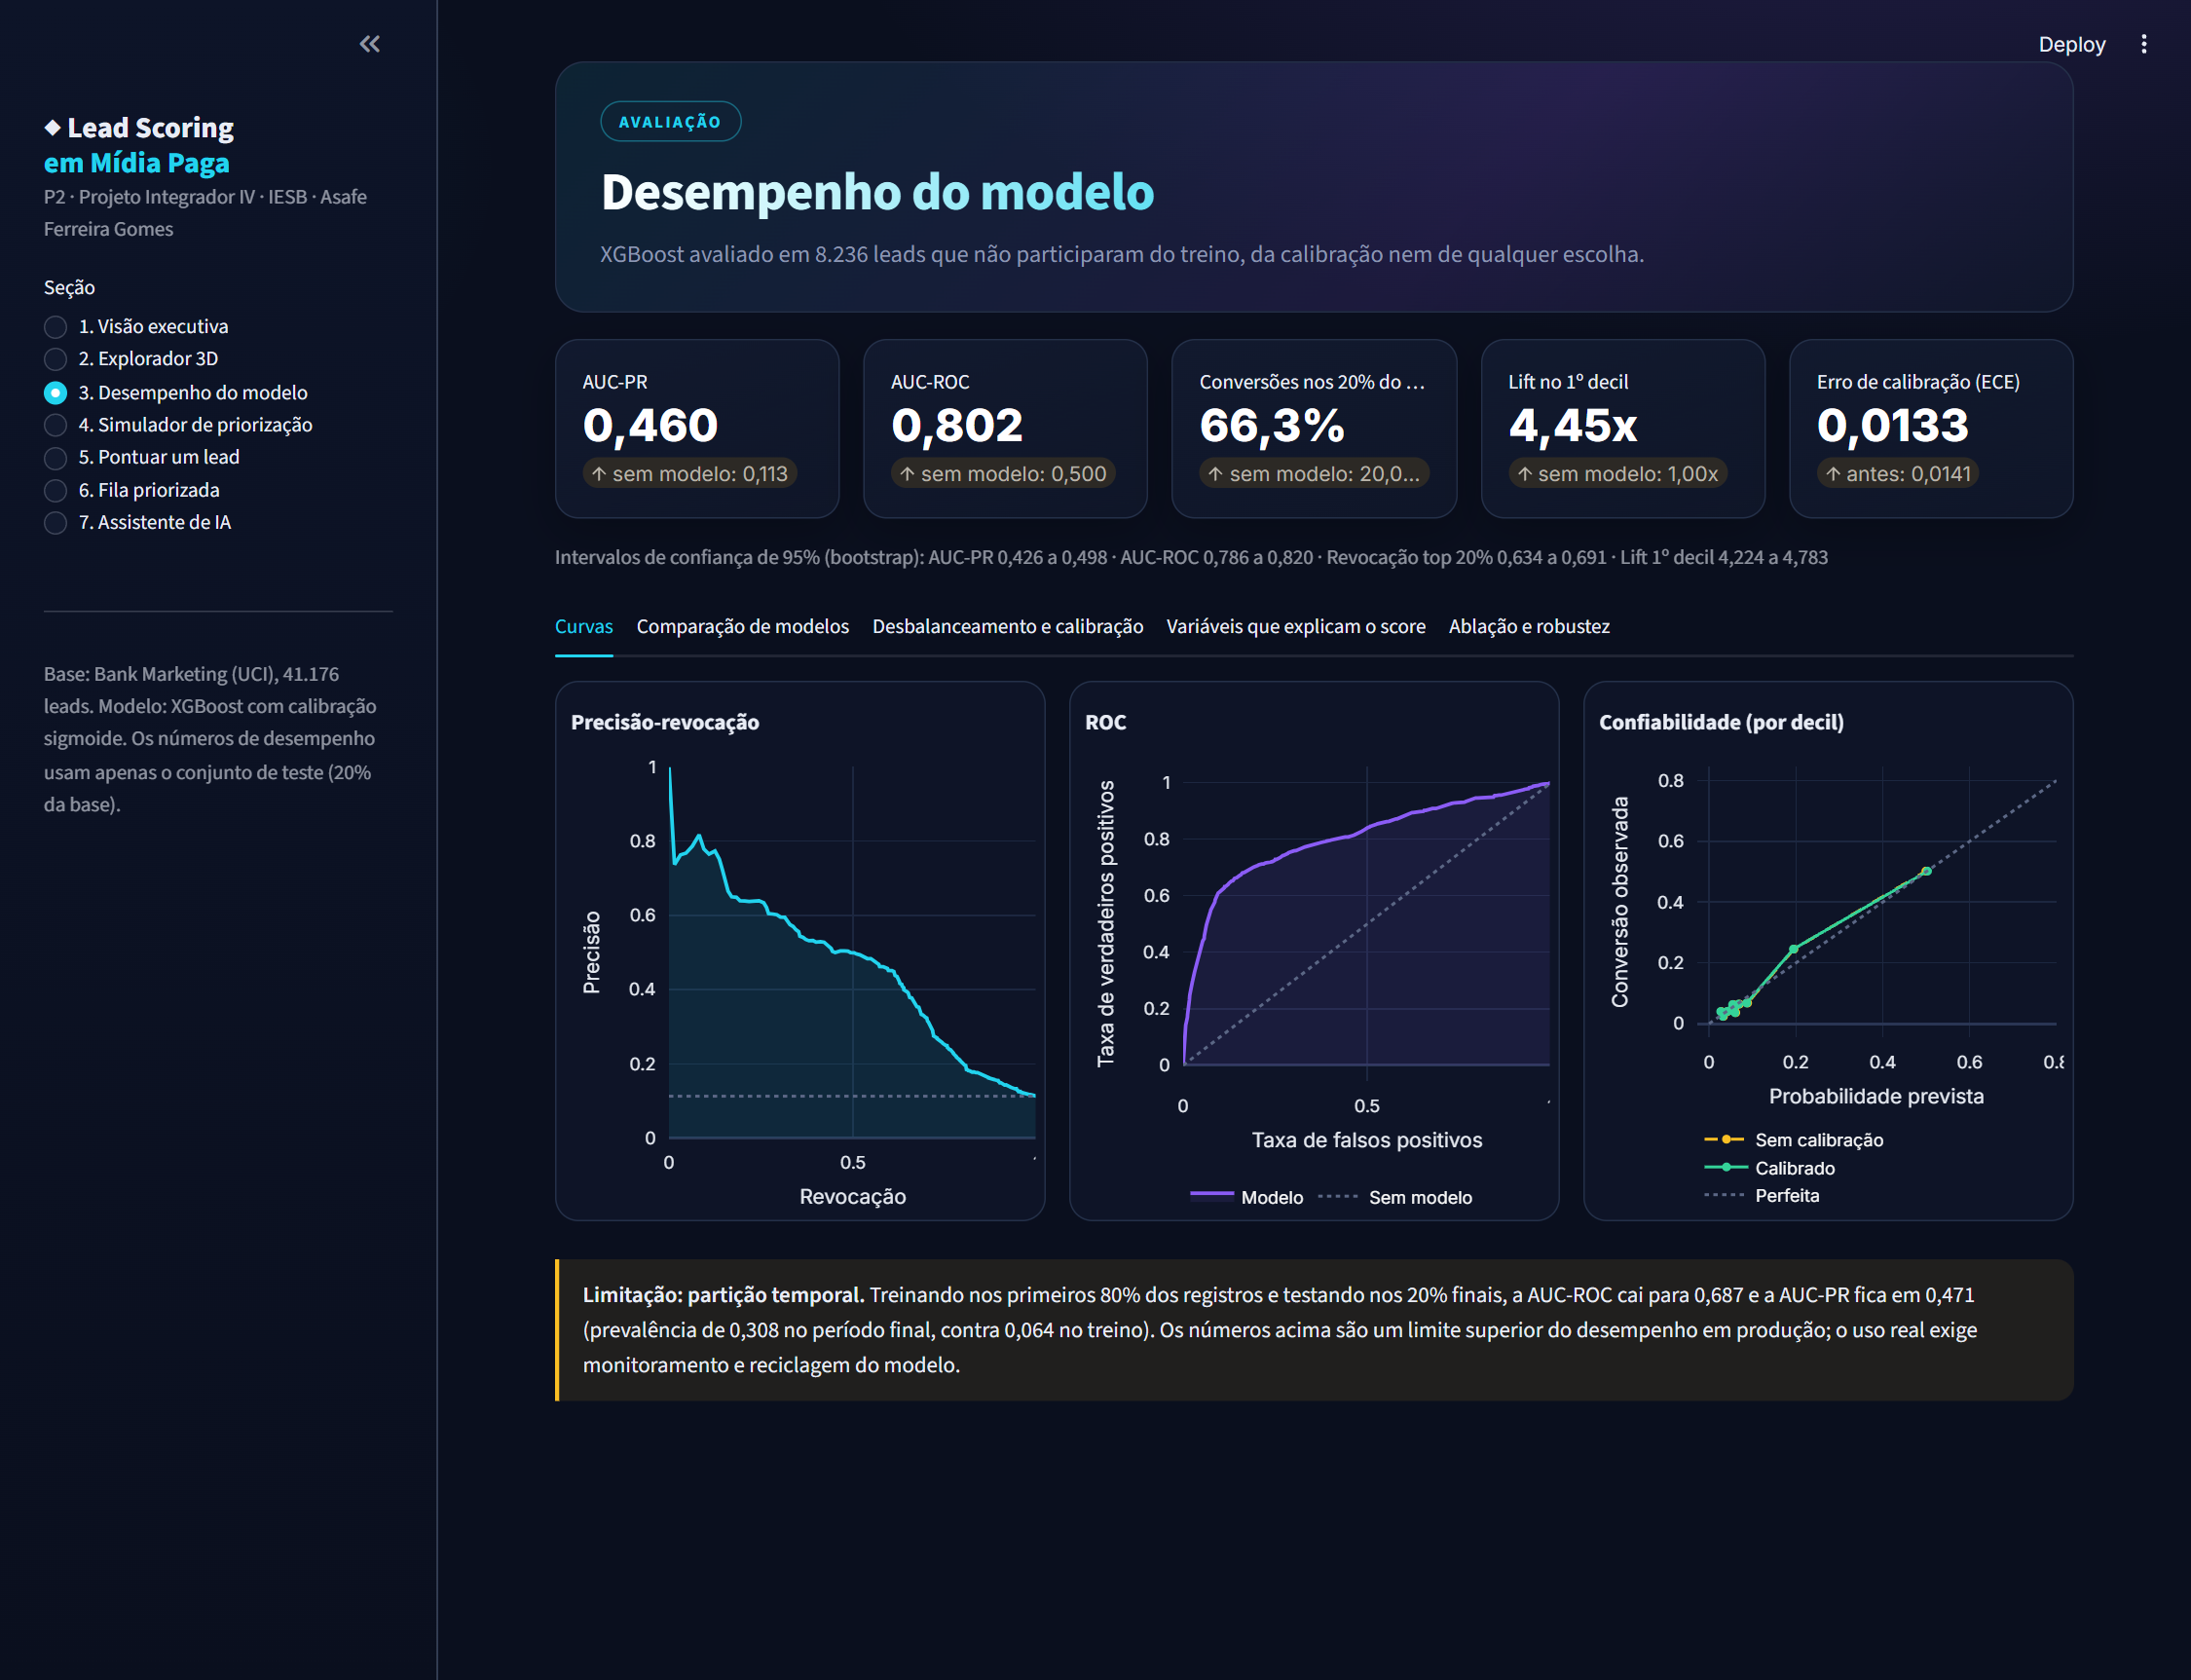 Deploy
◆ Lead Scoring
em Mídia Paga
P2 · Projeto Integrador IV · IESB · Asafe
Ferreira Gomes
Seção
1. Visão executiva
2. Explorador 3D
3. Desempenho do modelo
4. Simulador de priorização
5. Pontuar um lead
6. Fila priorizada
7. Assistente de IA
Base: Bank Marketing (UCI), 41.176
leads. Modelo: XGBoost com calibração
sigmoide. Os números de desempenho
usam apenas o conjunto de teste (20%
da base).
AVALIAÇÃO
Desempenho do modelo
XGBoost avaliado em 8.236 leads que não participaram do treino, da calibração nem de qualquer escolha.
AUC-PR
0,460
↑ sem modelo: 0,113
AUC-ROC
0,802
↑ sem modelo: 0,500
Conversões nos 20% do ...
66,3%
↑ sem modelo: 20,0...
Lift no 1º decil
4,45x
↑ sem modelo: 1,00x
Erro de calibração (ECE)
0,0133
↑ antes: 0,0141
Intervalos de confiança de 95% (bootstrap): AUC-PR 0,426 a 0,498 · AUC-ROC 0,786 a 0,820 · Revocação top 20% 0,634 a 0,691 · Lift 1º decil 4,224 a 4,783
Curvas
Comparação de modelos
Desbalanceamento e calibração
Variáveis que explicam o score
Ablação e robustez
Precisão-revocação
Precisão
1
0.8
0.6
0.4
0.2
0
0 0.5
Revocação
ROC
Taxa de verdadeiros positivos
1
0.8
0.6
0.4
0.2
0
0 0.5
Taxa de falsos positivos
Modelo
Sem modelo
Confiabilidade (por decil)
Conversão observada
0.8
0.6
0.4
0.2
0
0 0.2 0.4 0.6 0.8
Probabilidade prevista
Sem calibração
Calibrado
Perfeita
Limitação: partição temporal. Treinando nos primeiros 80% dos registros e testando nos 20% finais, a AUC-ROC cai para 0,687 e a AUC-PR fica em 0,471
(prevalência de 0,308 no período final, contra 0,064 no treino). Os números acima são um limite superior do desempenho em produção; o uso real exige
monitoramento e reciclagem do modelo.